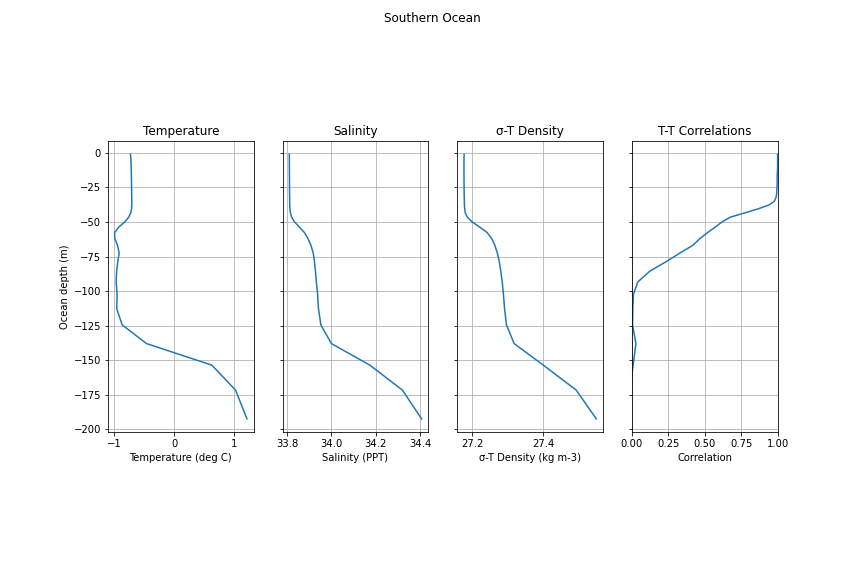 Southern Ocean
Temperature
Salinity
σ-T Density
T-T Correlations
0
−25
−50
−75
−100
−125
−150
−175
−200
Ocean depth (m)
−1 0 1
33.8 34.0 34.2 34.4
27.2 27.4
0.00 0.25 0.50 0.75 1.00
Temperature (deg C)
Salinity (PPT)
σ-T Density (kg m-3)
Correlation